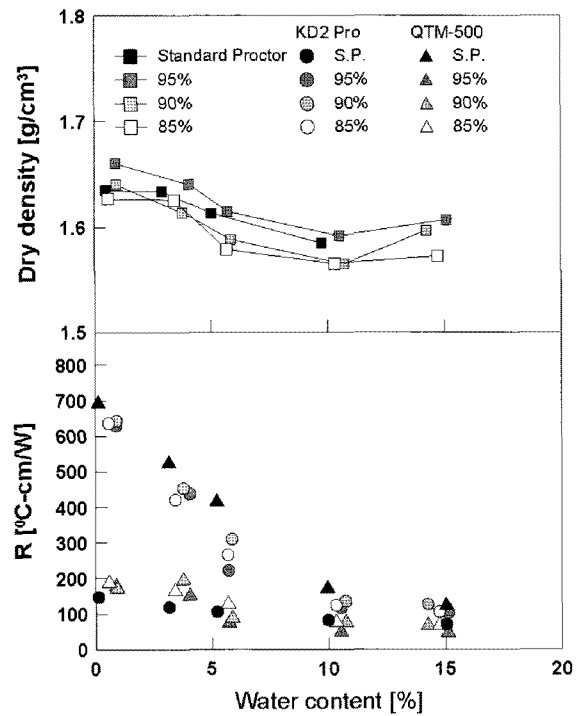 KD2 Pro QTM-500
Standard Proctor S.P. S.P.
95% 95% 95%
90% 90% 90%
85% 85% 85%
1.8
1.7
1.6
1.5
Dry density [g/cm³]
800
700
600
500
400
300
200
100
0
R [ºC-cm/W]
0 5 10 15 20
Water content [%]